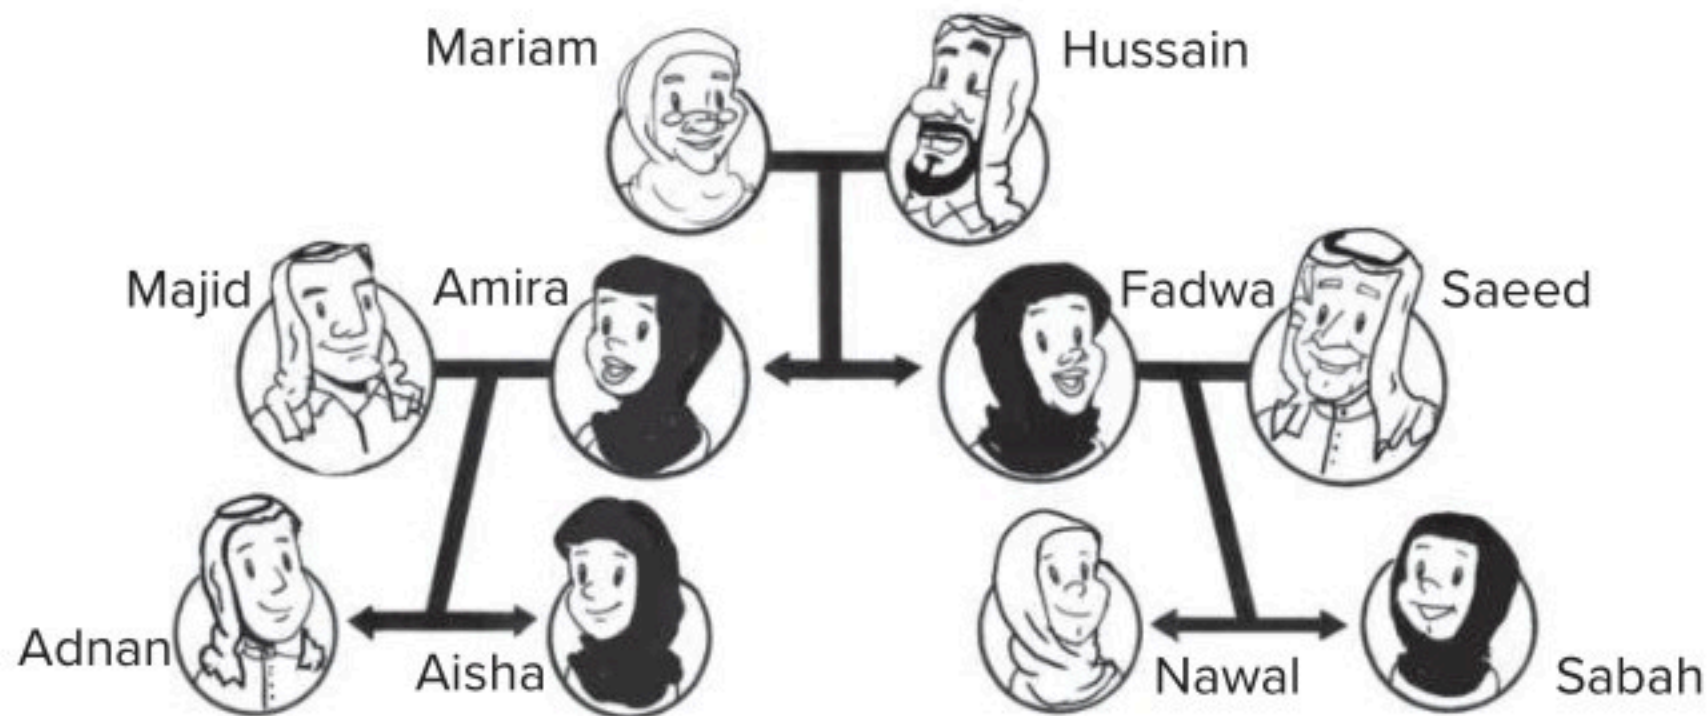 Mariam
Hussain
Majid
Amira
Fadwa
Saeed
Adnan
Aisha
Nawal
Sabah